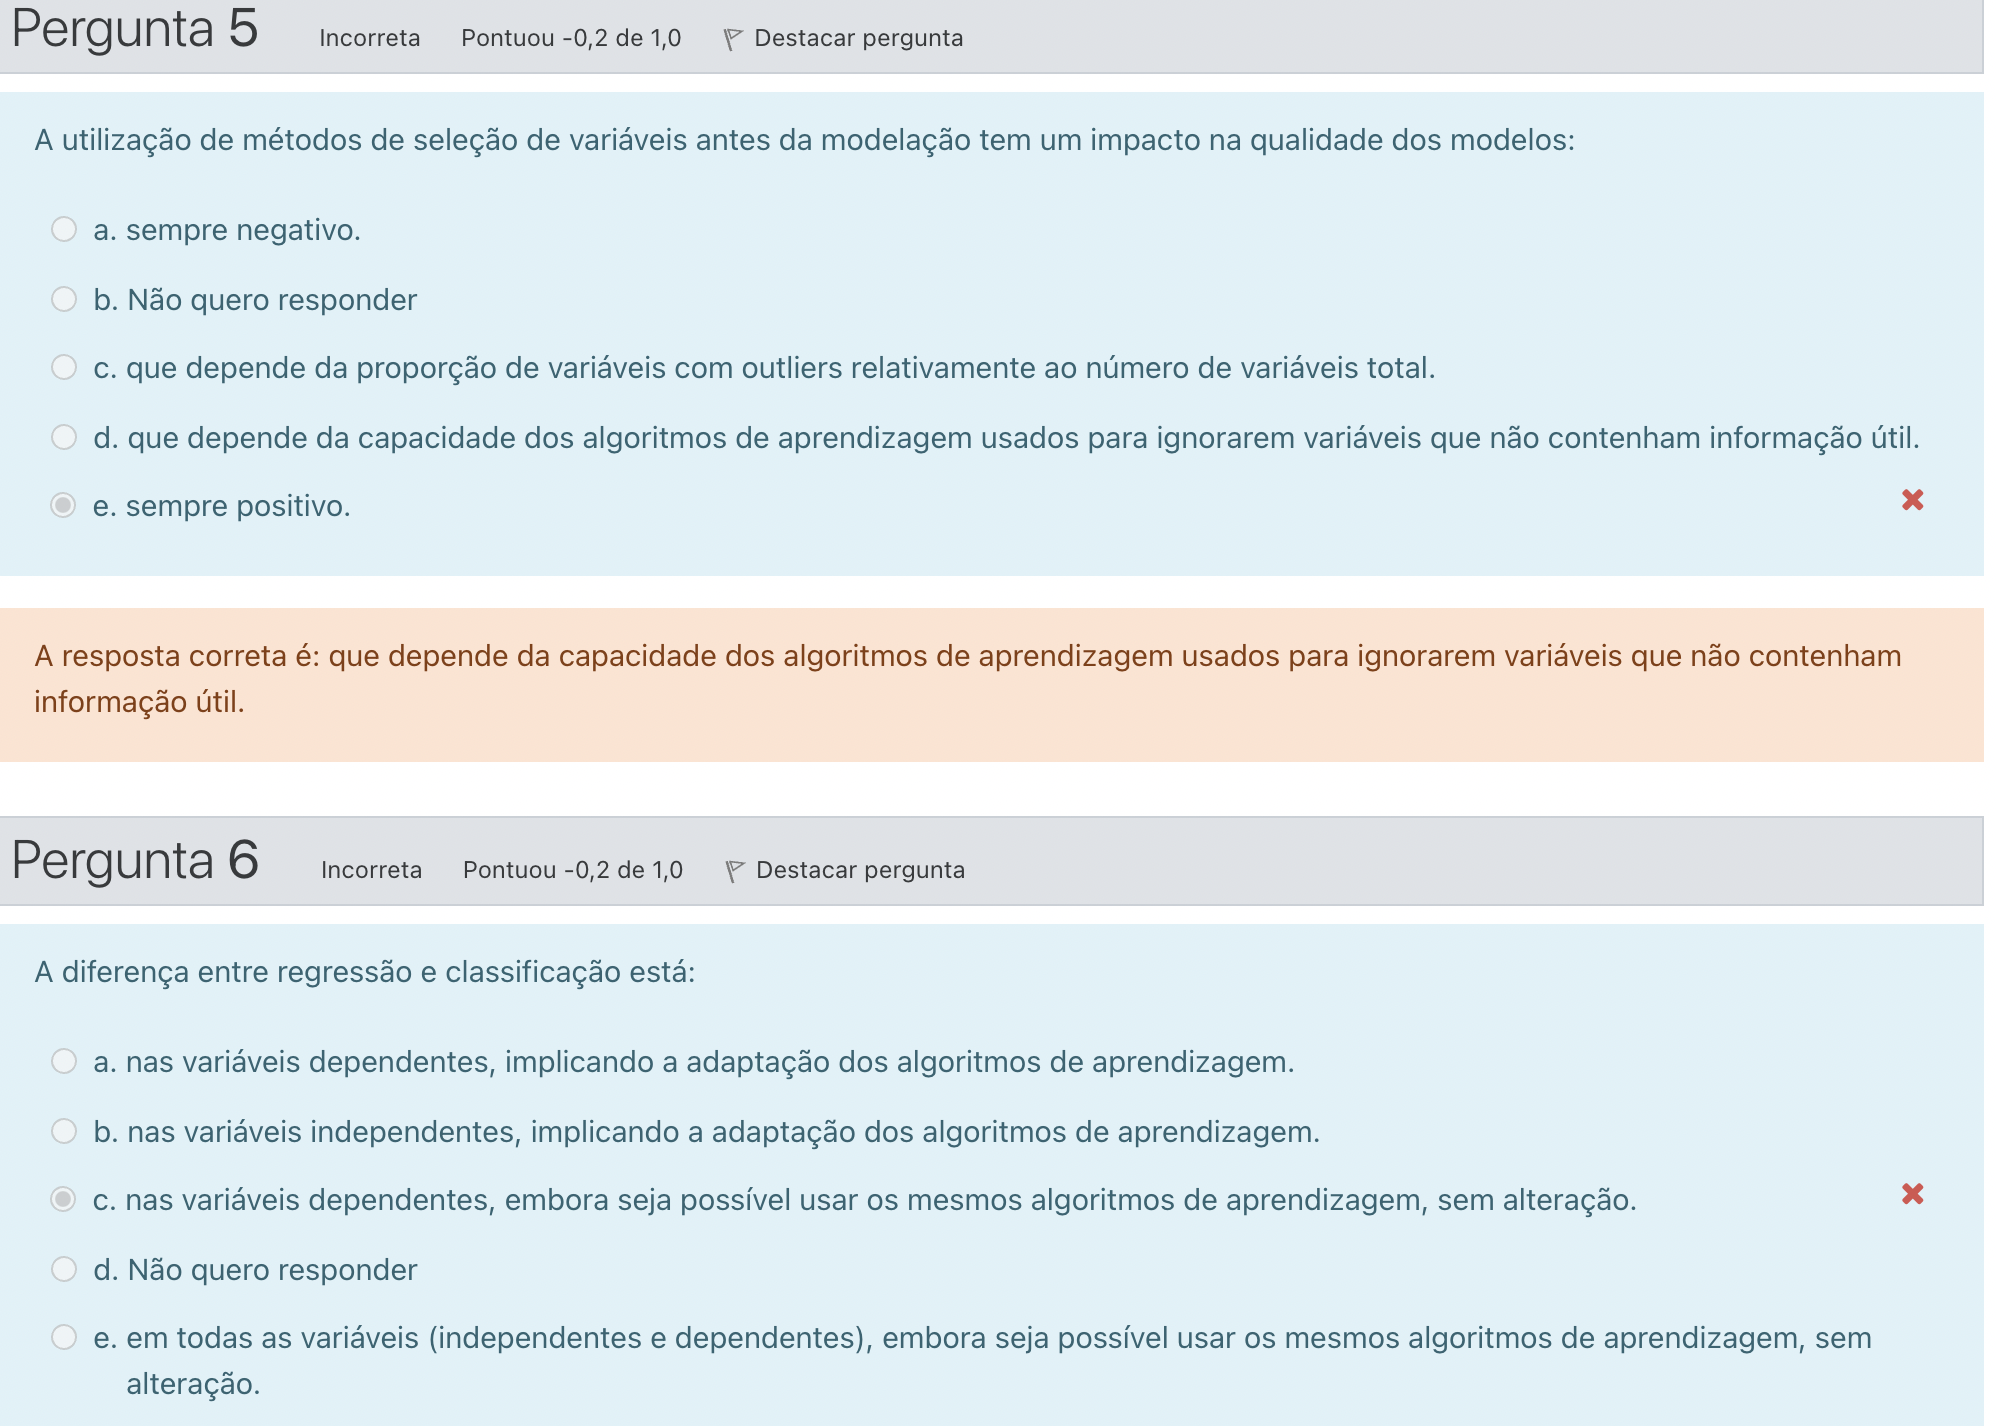 Pergunta 5 Incorreta Pontuou -0,2 de 1,0 Destacar pergunta
A utilização de métodos de seleção de variáveis antes da modelação tem um impacto na qualidade dos modelos:
a. sempre negativo.
b. Não quero responder
c. que depende da proporção de variáveis com outliers relativamente ao número de variáveis total.
d. que depende da capacidade dos algoritmos de aprendizagem usados para ignorarem variáveis que não contenham informação útil.
e. sempre positivo.
A resposta correta é: que depende da capacidade dos algoritmos de aprendizagem usados para ignorarem variáveis que não contenham
informação útil.
Pergunta 6 Incorreta Pontuou -0,2 de 1,0 Destacar pergunta
A diferença entre regressão e classificação está:
a. nas variáveis dependentes, implicando a adaptação dos algoritmos de aprendizagem.
b. nas variáveis independentes, implicando a adaptação dos algoritmos de aprendizagem.
c. nas variáveis dependentes, embora seja possível usar os mesmos algoritmos de aprendizagem, sem alteração.
d. Não quero responder
e. em todas as variáveis (independentes e dependentes), embora seja possível usar os mesmos algoritmos de aprendizagem, sem
alteração.